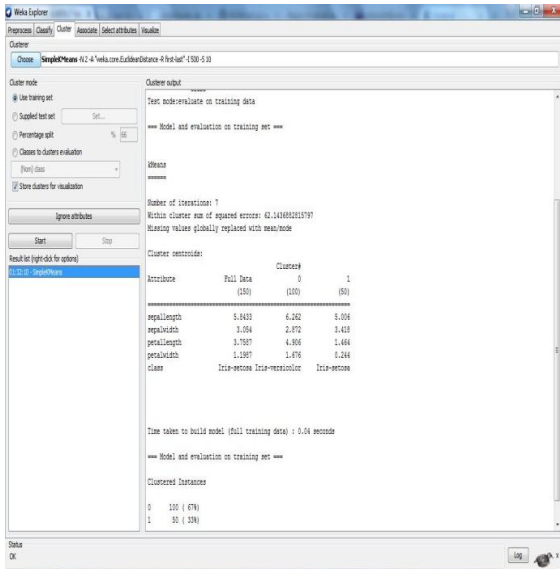 Weka Explorer
Preprocess Classify Cluster Associate Select attributes Visualize
Clusterer
Choose SimpleKMeans -N 2 -A "weka.core.EuclideanDistance -R first-last" -I 500 -S 10
Cluster mode
Use training set
Supplied test set Set...
Percentage split % 66
Classes to clusters evaluation
(Nom) class
Store clusters for visualization
Ignore attributes
Start Stop
Result list (right-click for options)
01:32:10 - SimpleKMeans
Clusterer output
Test mode:evaluate on training data
=== Model and evaluation on training set ===
kMeans
======
Number of iterations: 7
Within cluster sum of squared errors: 62.1436882815797
Missing values globally replaced with mean/mode
Cluster centroids:
Cluster#
Attribute Full Data 0 1
(150) (100) (50)
sepallength 5.8433 6.262 5.006
sepalwidth 3.054 2.872 3.418
petallength 3.7587 4.906 1.464
petalwidth 1.1987 1.676 0.244
class Iris-setosa Iris-versicolor Iris-setosa
Time taken to build model (full training data) : 0.04 seconds
=== Model and evaluation on training set ===
Clustered Instances
0 100 ( 67%)
1 50 ( 33%)
Status
OK
Log
x 0